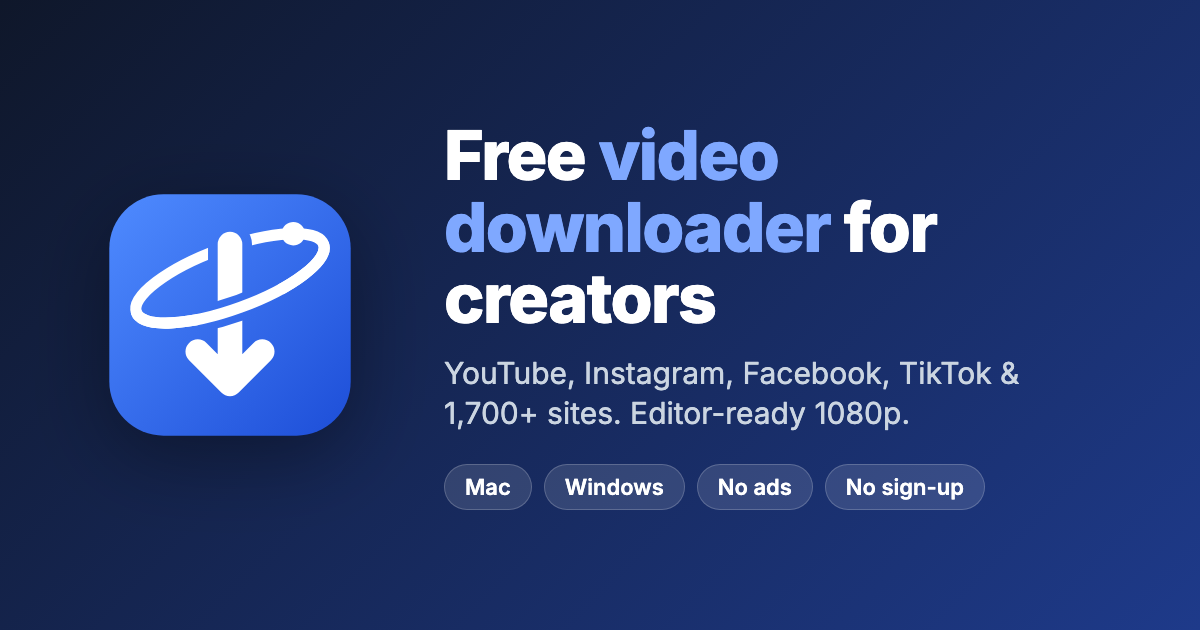 Free video
downloader for
creators
YouTube, Instagram, Facebook, TikTok &
1,700+ sites. Editor-ready 1080p.
Mac
Windows
No ads
No sign-up